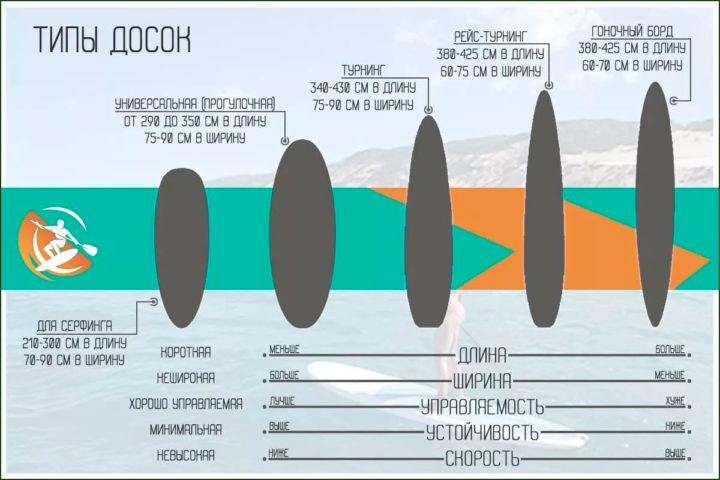 ТИПЫ ДОСОК
УНИВЕРСАЛЬНАЯ (ПРОГУЛОЧНАЯ)
ОТ 290 ДО 350 СМ В ДЛИНУ
75-90 СМ В ШИРИНУ
ТУРНИНГ
340-430 СМ В ДЛИНУ
75-90 СМ В ШИРИНУ
РЕЙС-ТУРНИНГ
380-425 СМ В ДЛИНУ
60-75 СМ В ШИРИНУ
ГОНОЧНЫЙ БОРД
380-425 СМ В ДЛИНУ
60-70 СМ В ШИРИНУ
ДЛЯ СЕРФИНГА
210-300 СМ В ДЛИНУ
70-90 СМ В ШИРИНУ
КОРОТКАЯ МЕНЬШЕ ДЛИНА БОЛЬШЕ
НЕШИРОКАЯ БОЛЬШЕ ШИРИНА МЕНЬШЕ
ХОРОШО УПРАВЛЯЕМАЯ ЛУЧШЕ УПРАВЛЯЕМОСТЬ ХУЖЕ
МИНИМАЛЬНАЯ ВЫШЕ УСТОЙЧИВОСТЬ НИЖЕ
НЕВЫСОКАЯ НИЖЕ СКОРОСТЬ ВЫШЕ